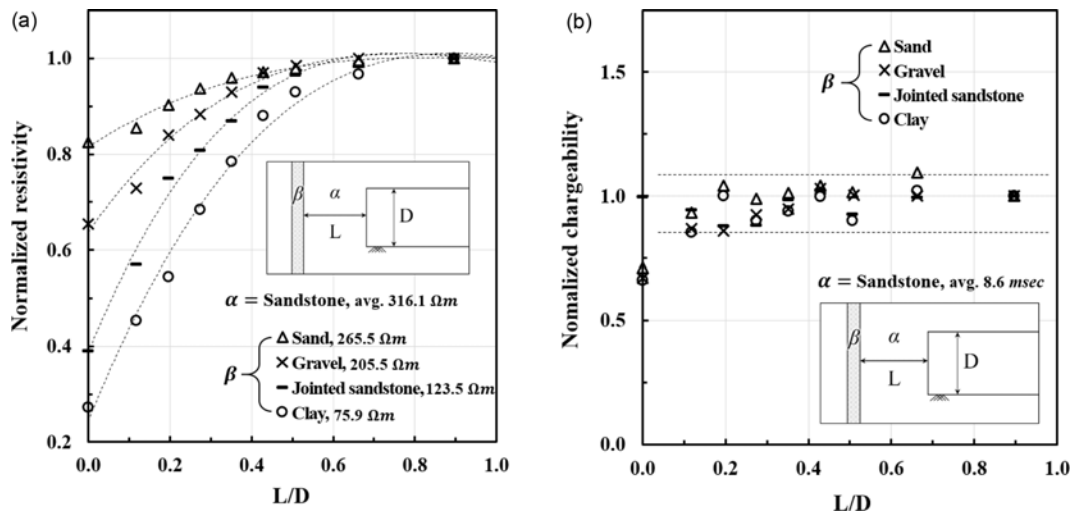 (a)
Normalized resistivity
1.0
0.8
0.6
0.4
0.2
0.0
0.2
0.4
0.6
0.8
1.0
L/D
β
α
L
D
α = Sandstone, avg. 316.1 Ωm
β
Sand, 265.5 Ωm
Gravel, 205.5 Ωm
Jointed sandstone, 123.5 Ωm
Clay, 75.9 Ωm
(b)
Nomalized chargeability
1.5
1.0
0.5
0.0
0.0
0.2
0.4
0.6
0.8
1.0
L/D
β
Sand
Gravel
Jointed sandstone
Clay
α = Sandstone, avg. 8.6 msec
β
α
L
D